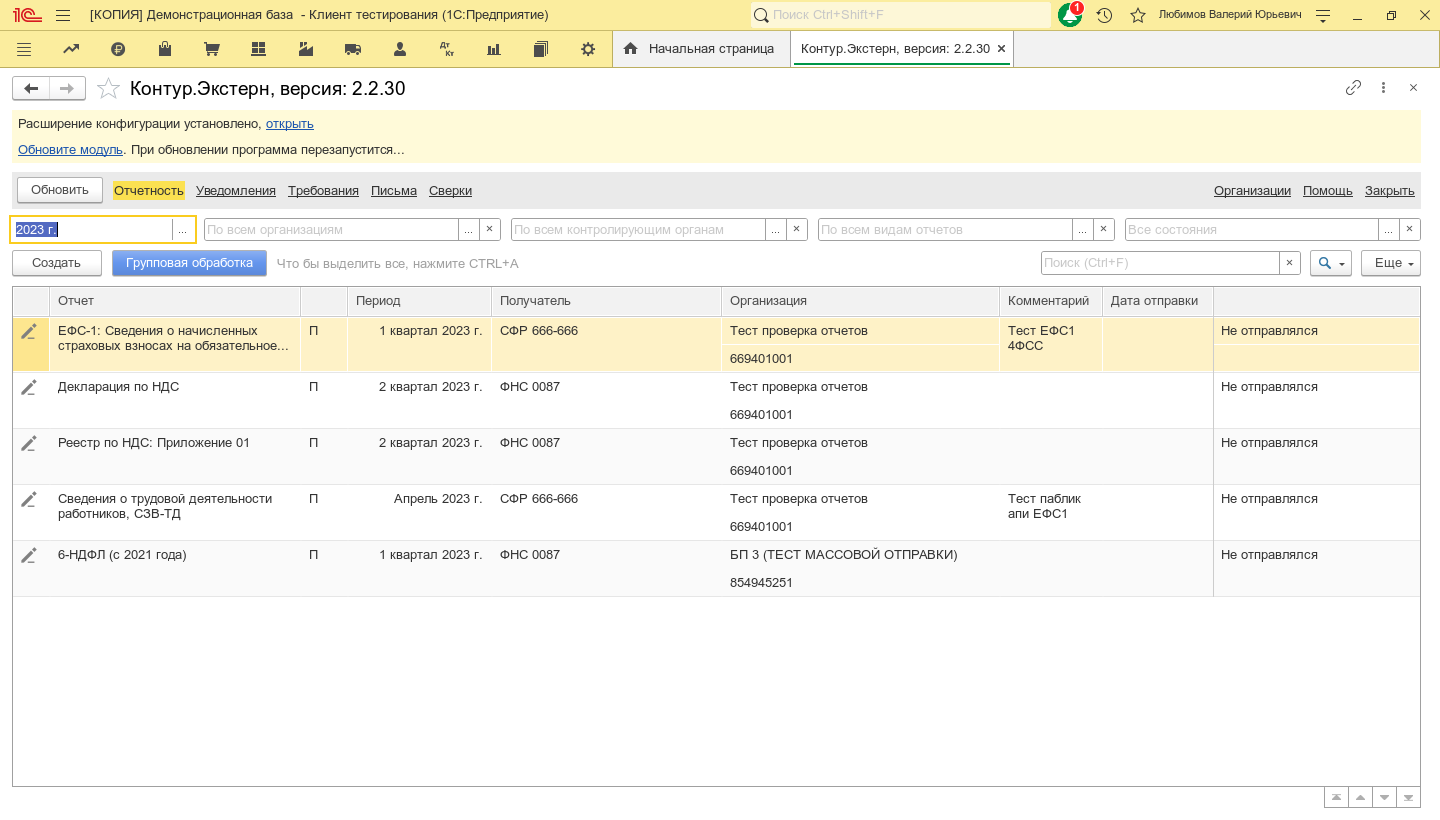 [КОПИЯ] Демонстрационная база - Клиент тестирования (1С:Предприятие)
Поиск Ctrl+Shift+F
1
Любимов Валерий Юрьевич
Дт
Кт
Начальная страница
Контур.Экстерн, версия: 2.2.30
Контур.Экстерн, версия: 2.2.30
Расширение конфигурации установлено, открыть
Обновите модуль. При обновлении программа перезапустится...
Обновить Отчетность Уведомления Требования Письма Сверки Организации Помощь Закрыть
2023 г. ... По всем организациям ... × По всем контролирующим органам ... × По всем видам отчетов ... × Все состояния ... ×
Создать Групповая обработка Что бы выделить все, нажмите CTRL+A Поиск (Ctrl+F) × Еще
Отчет Период Получатель Организация Комментарий Дата отправки
ЕФС-1: Сведения о начисленных П 1 квартал 2023 г. СФР 666-666 Тест проверка отчетов Тест ЕФС1 Не отправлялся
страховых взносах на обязательное... 4ФСС
669401001
Декларация по НДС П 2 квартал 2023 г. ФНС 0087 Тест проверка отчетов Не отправлялся
669401001
Реестр по НДС: Приложение 01 П 2 квартал 2023 г. ФНС 0087 Тест проверка отчетов Не отправлялся
669401001
Сведения о трудовой деятельности П Апрель 2023 г. СФР 666-666 Тест проверка отчетов Тест паблик Не отправлялся
работников, СЗВ-ТД апи ЕФС1
669401001
6-НДФЛ (с 2021 года) П 1 квартал 2023 г. ФНС 0087 БП 3 (ТЕСТ МАССОВОЙ ОТПРАВКИ) Не отправлялся
854945251